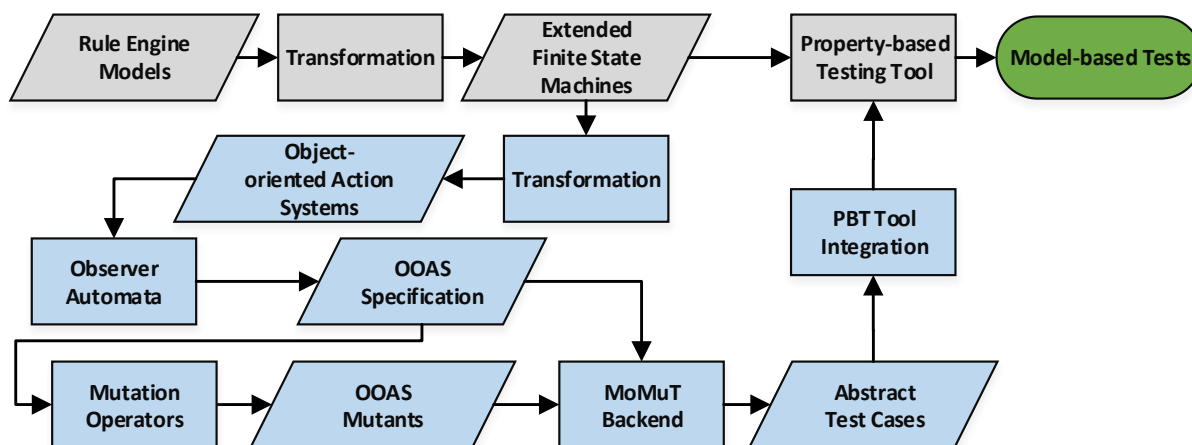 Rule Engine
Models
Transformation
Extended
Finite State
Machines
Property-based
Testing Tool
Model-based Tests
Object-
oriented Action
Systems
Transformation
PBT Tool
Integration
Observer
Automata
OOAS
Specification
Mutation
Operators
OOAS
Mutants
MoMuT
Backend
Abstract
Test Cases